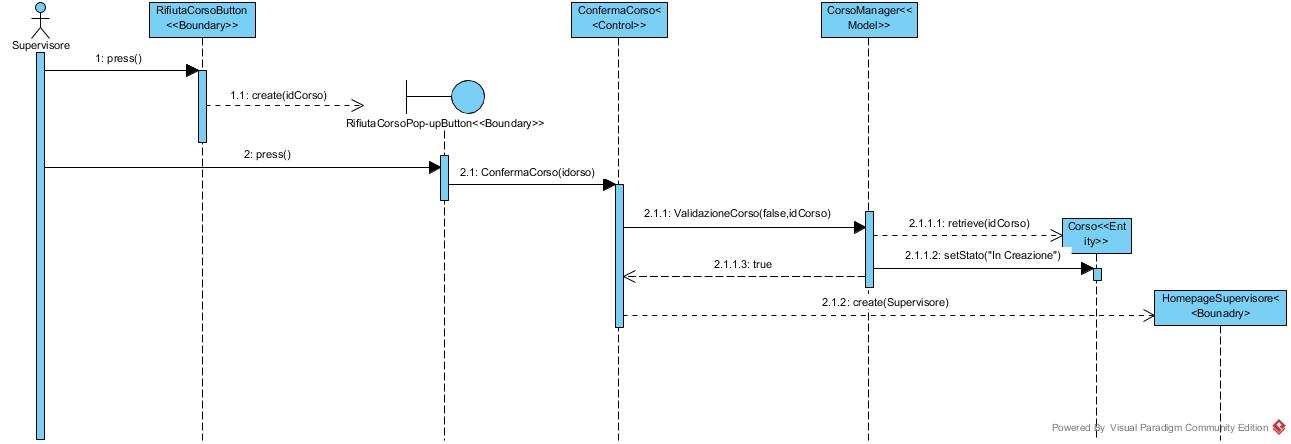 RifiutaCorsoButton
<<Boundary>>
ConfermaCorso<
<Control>>
CorsoManager<<
Model>>
Supervisore
1: press()
1.1: create(idCorso)
RifiutaCorsoPop-upButton<<Boundary>>
2: press()
2.1: ConfermaCorso(idorso)
2.1.1: ValidazioneCorso(false,idCorso)
2.1.1.1: retrieve(idCorso)
Corso<<Ent
ity>>
2.1.1.2: setStato("In Creazione")
2.1.1.3: true
2.1.2: create(Supervisore)
HomepageSupervisore<
<Bounadry>
Powered By Visual Paradigm Community Edition